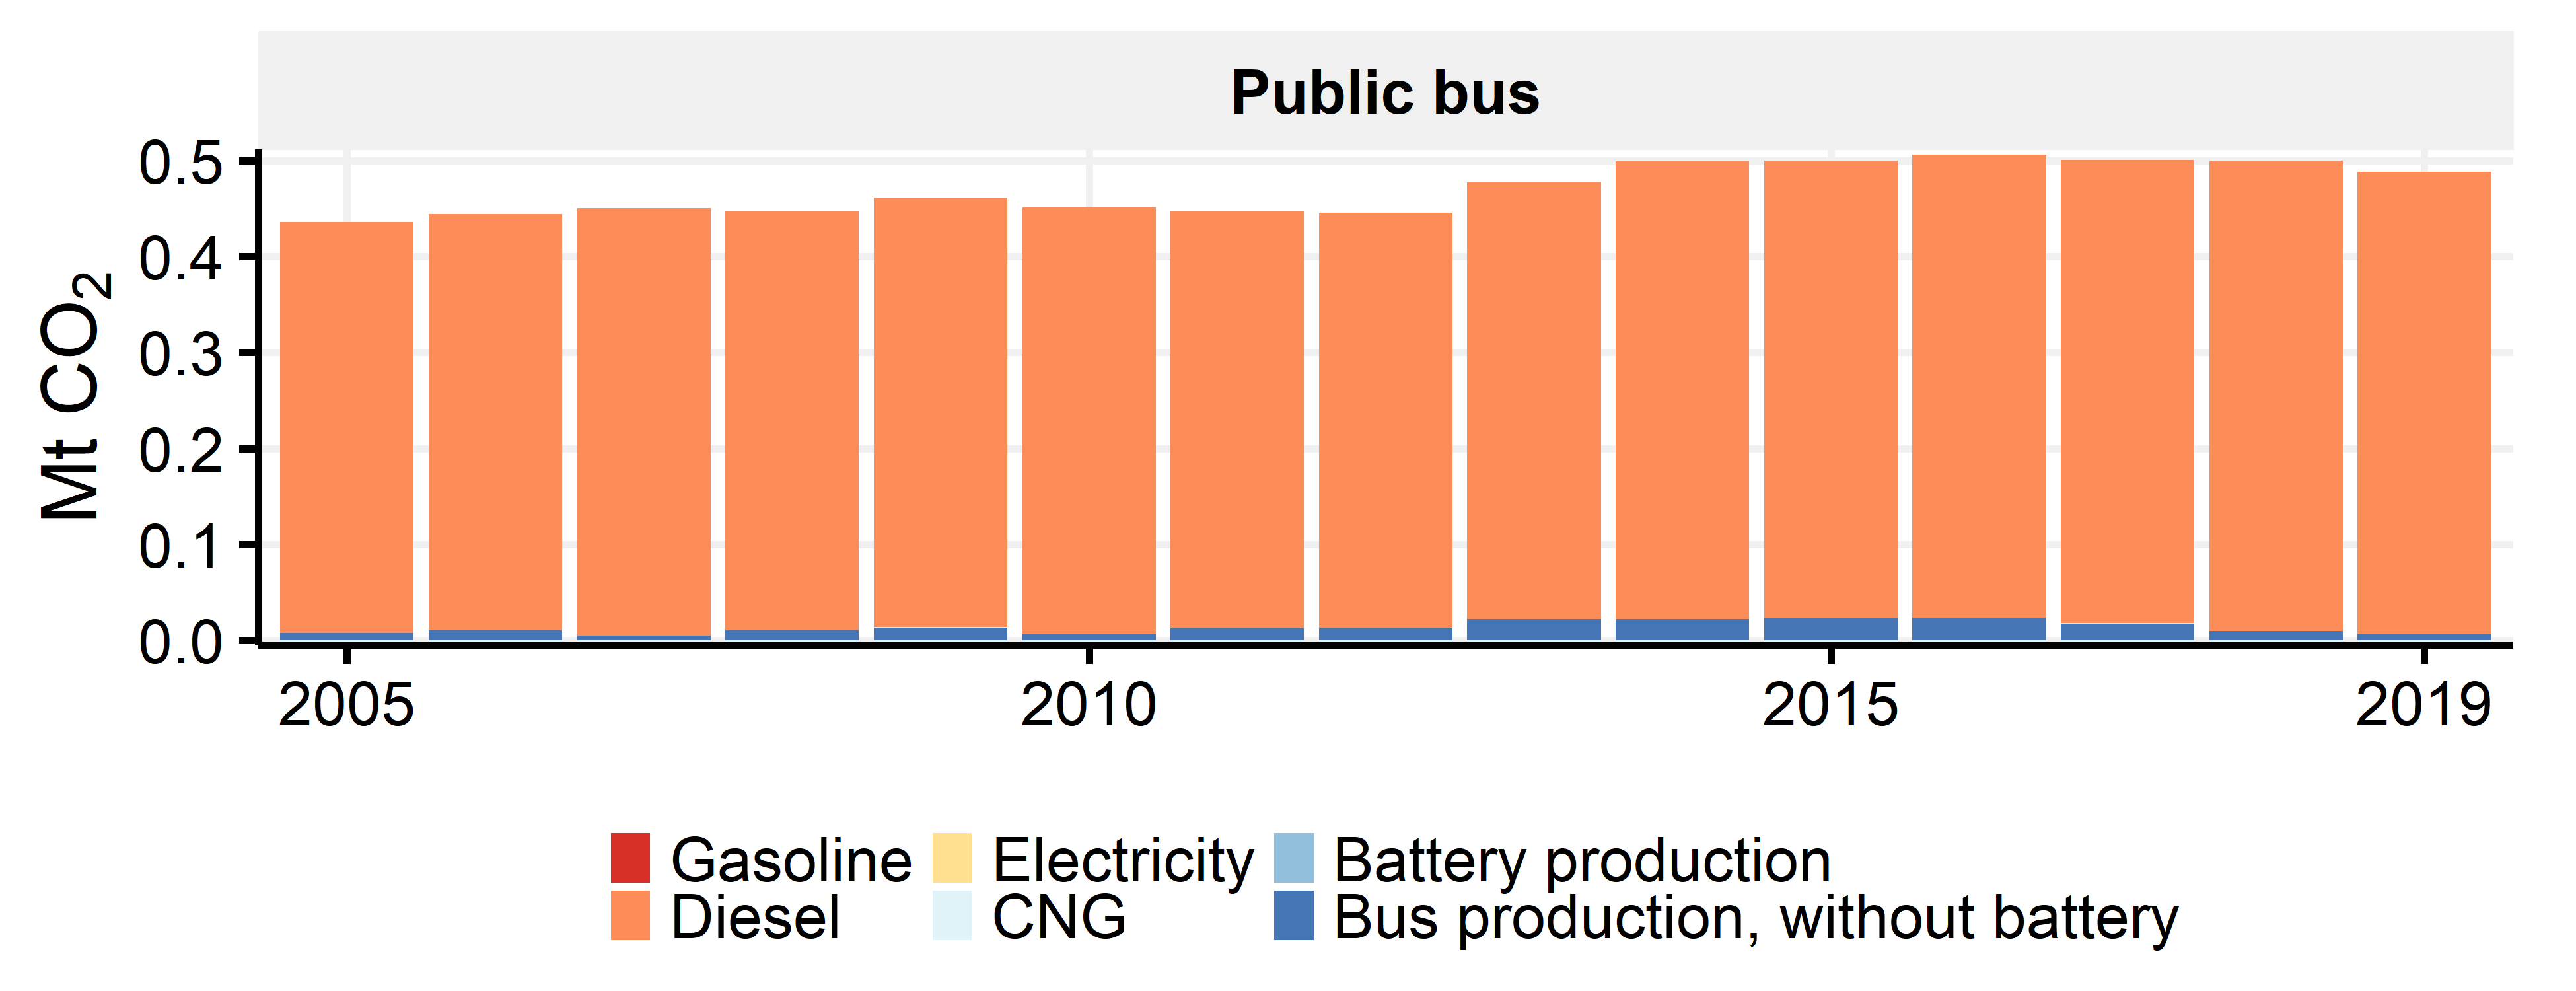 Public bus
Mt CO₂
0.5
0.4
0.3
0.2
0.1
0.0
2005 2010 2015 2019
Gasoline Electricity Battery production
Diesel CNG Bus production, without battery